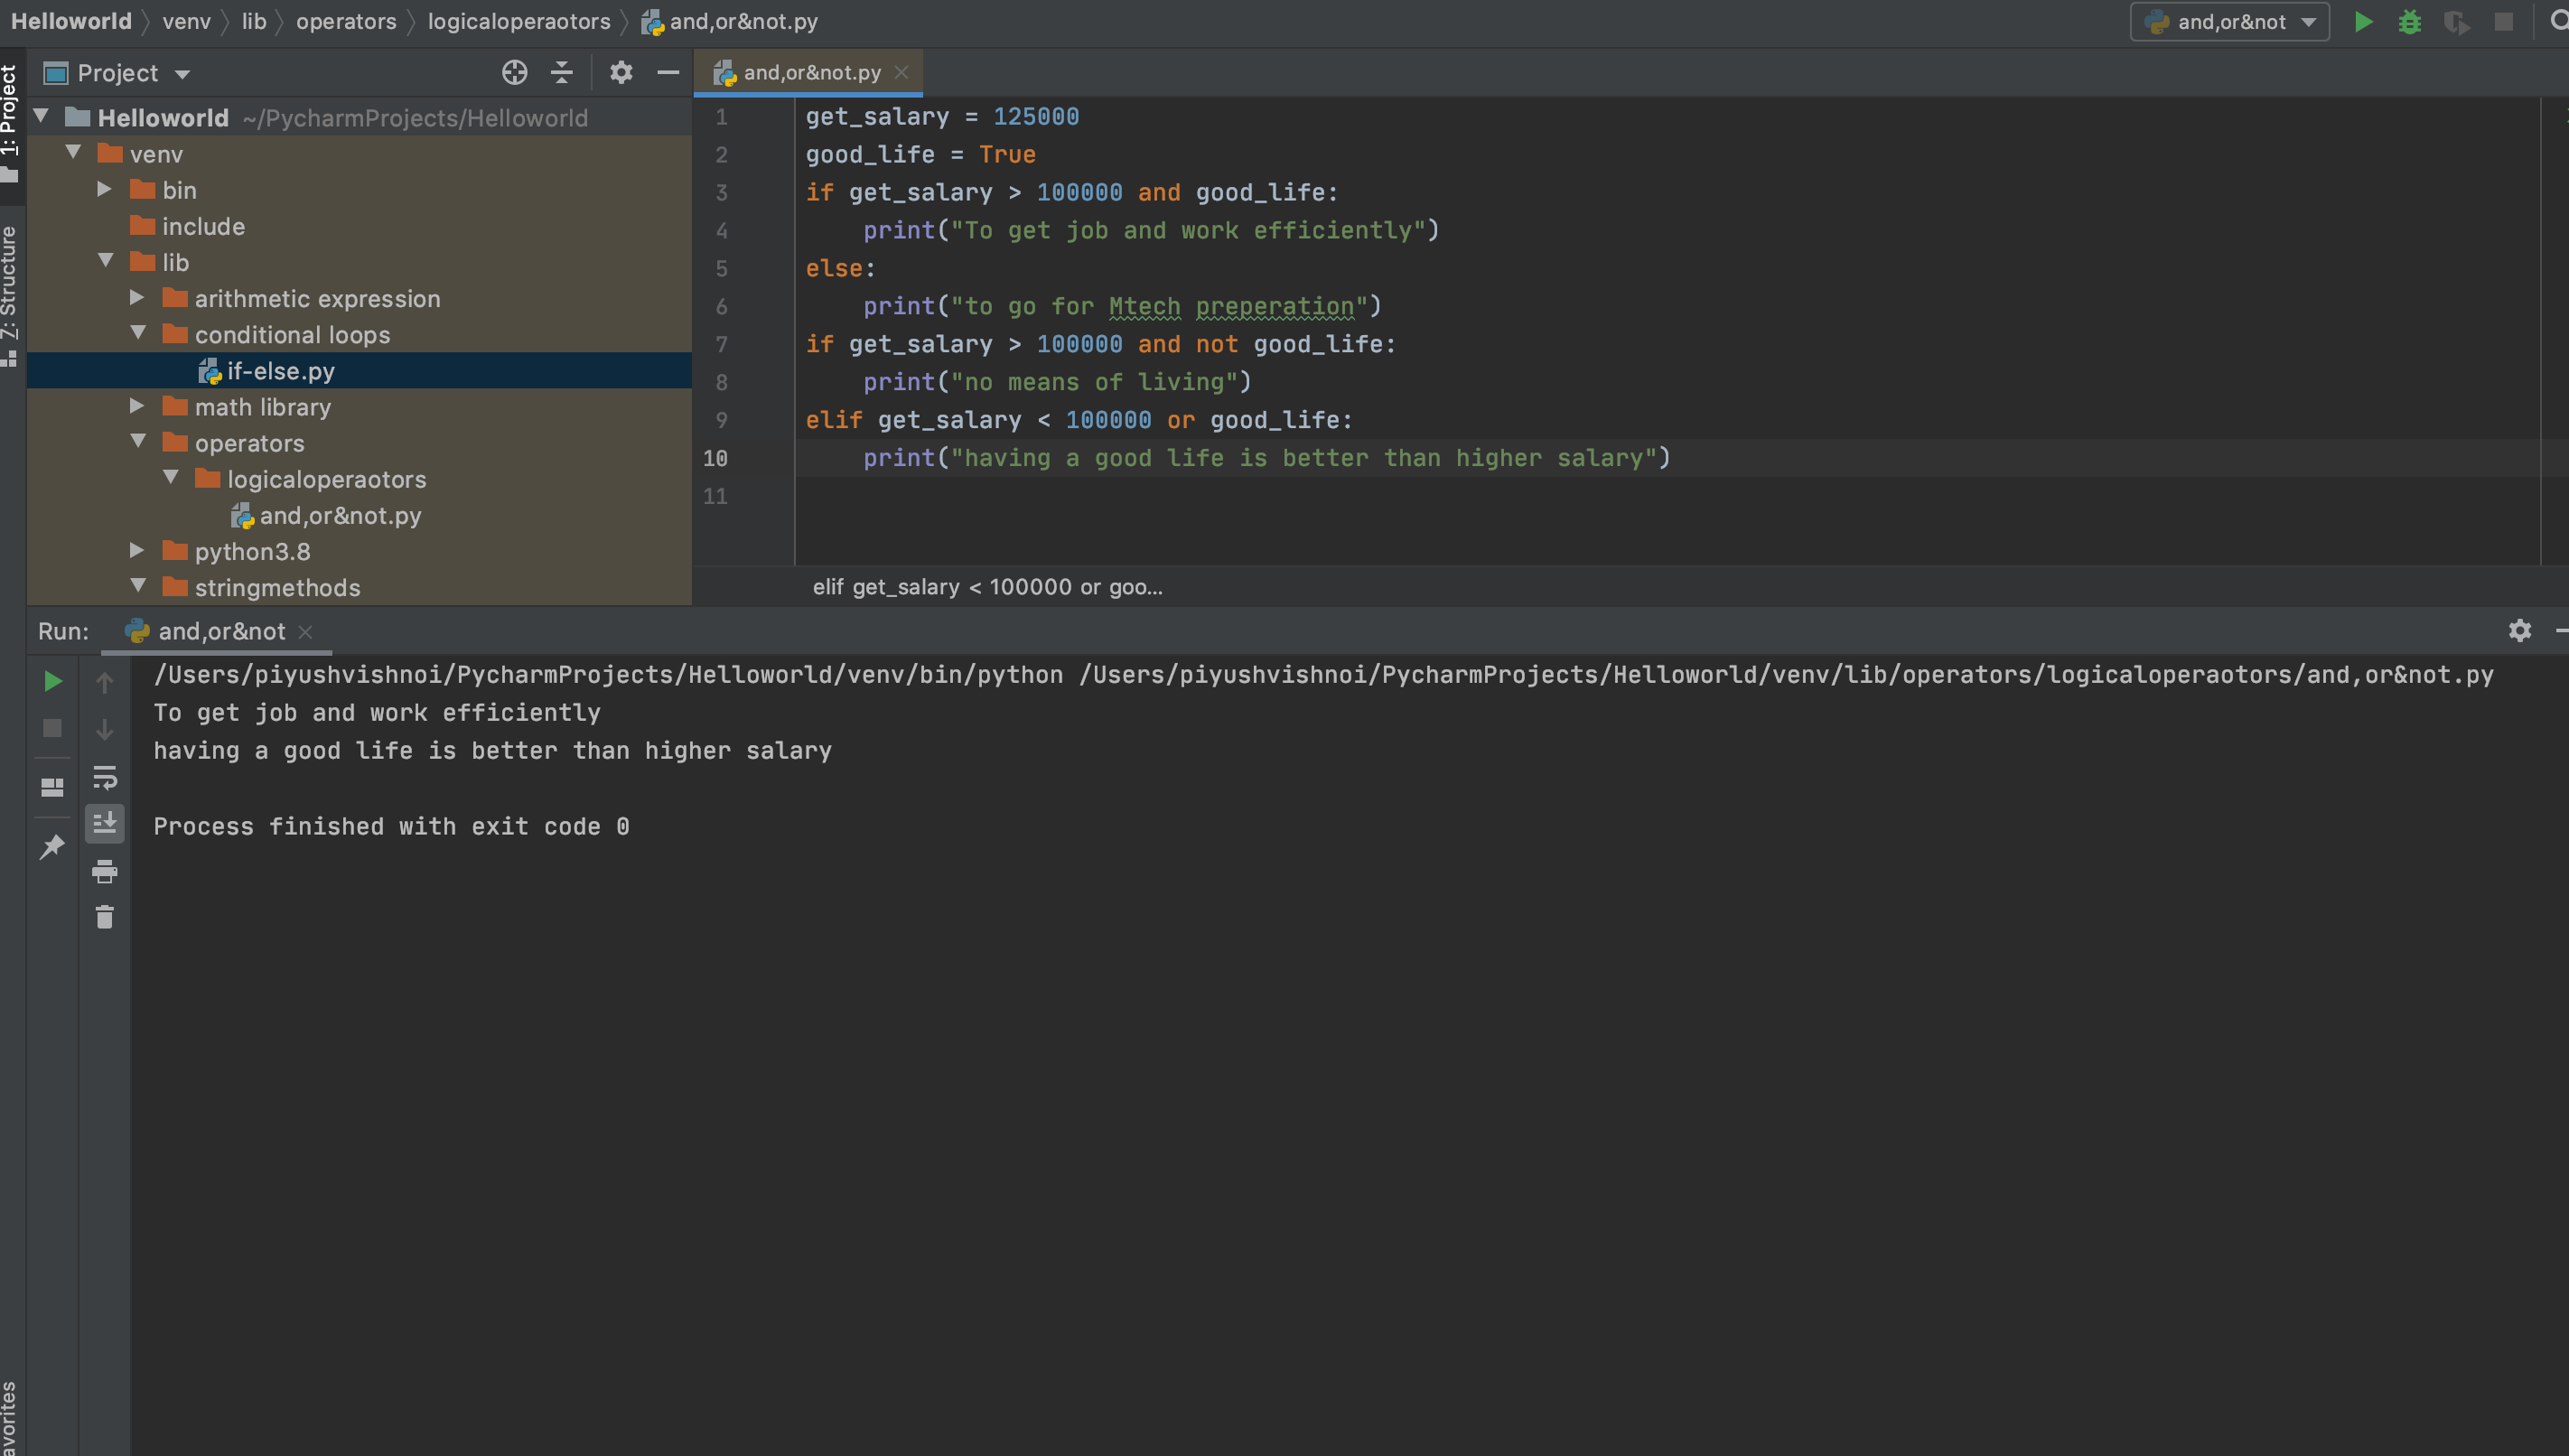 Helloworld venv lib operators logicaloperaotors and,or&not.py
and,or&not
1: Project
7: Structure
avorites
Project
Helloworld ~/PycharmProjects/Helloworld
venv
bin
include
lib
arithmetic expression
conditional loops
if-else.py
math library
operators
logicaloperaotors
and,or&not.py
python3.8
stringmethods
and,or&not.py
1 get_salary = 125000
2 good_life = True
3 if get_salary > 100000 and good_life:
4     print("To get job and work efficiently")
5 else:
6     print("to go for Mtech preperation")
7 if get_salary > 100000 and not good_life:
8     print("no means of living")
9 elif get_salary < 100000 or good_life:
10     print("having a good life is better than higher salary")
11
elif get_salary < 100000 or goo...
Run: and,or&not
/Users/piyushvishnoi/PycharmProjects/Helloworld/venv/bin/python /Users/piyushvishnoi/PycharmProjects/Helloworld/venv/lib/operators/logicaloperaotors/and,or&not.py
To get job and work efficiently
having a good life is better than higher salary
Process finished with exit code 0